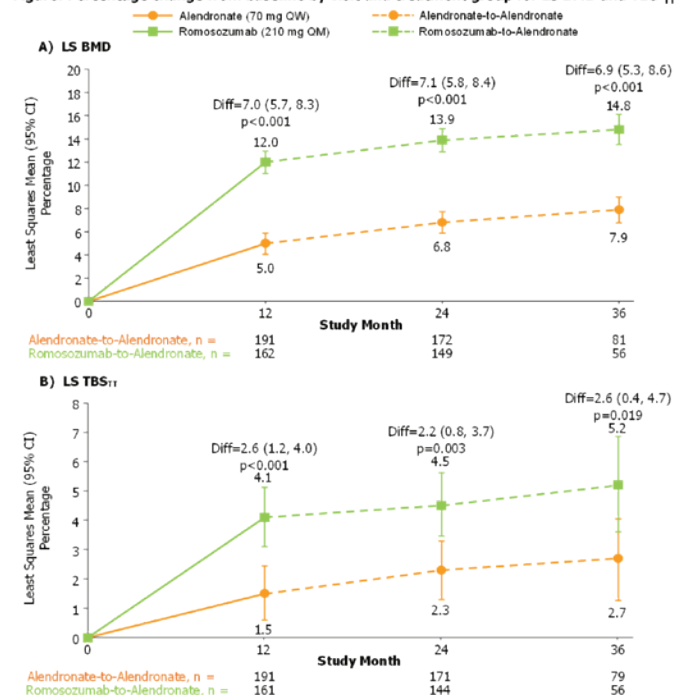 Alendronate (70 mg QW) Alendronate-to-Alendronate
Romosozumab (210 mg QM) Romosozumab-to-Alendronate
A) LS BMD
Least Squares Mean (95% CI)
Percentage
20
18
16
14
12
10
8
6
4
2
0
Diff=7.0 (5.7, 8.3)
p<0.001
12.0
Diff=7.1 (5.8, 8.4)
p<0.001
13.9
Diff=6.9 (5.3, 8.6)
p<0.001
14.8
5.0
6.8
7.9
0 12 24 36
Study Month
Alendronate-to-Alendronate, n = 191 172 81
Romosozumab-to-Alendronate, n = 162 149 56
B) LS TBSTT
Least Squares Mean (95% CI)
Percentage
8
7
6
5
4
3
2
1
0
Diff=2.6 (1.2, 4.0)
p<0.001
4.1
Diff=2.2 (0.8, 3.7)
p=0.003
4.5
Diff=2.6 (0.4, 4.7)
p=0.019
5.2
1.5
2.3
2.7
0 12 24 36
Study Month
Alendronate-to-Alendronate, n = 191 171 79
Romosozumab-to-Alendronate, n = 161 144 56